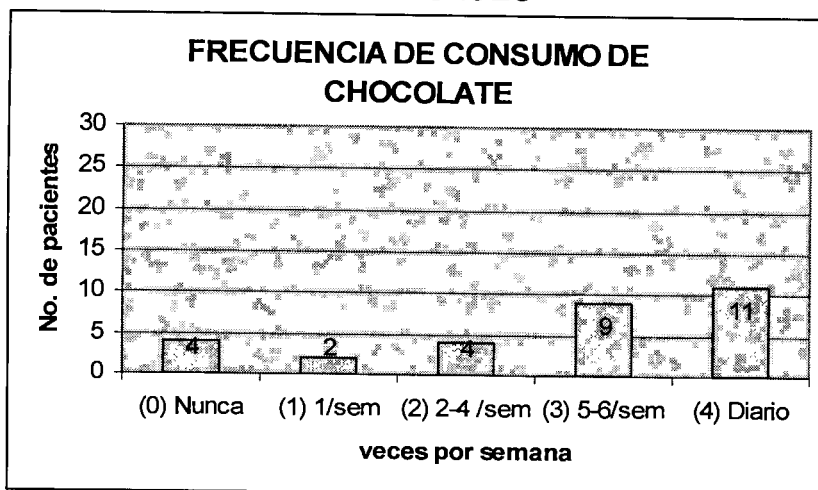 FRECUENCIA DE CONSUMO DE
CHOCOLATE
No. de pacientes
30
25
20
15
10
5
0
4
2
4
9
11
(0) Nunca
(1) 1/sem
(2) 2-4 /sem
(3) 5-6/sem
(4) Diario
veces por semana